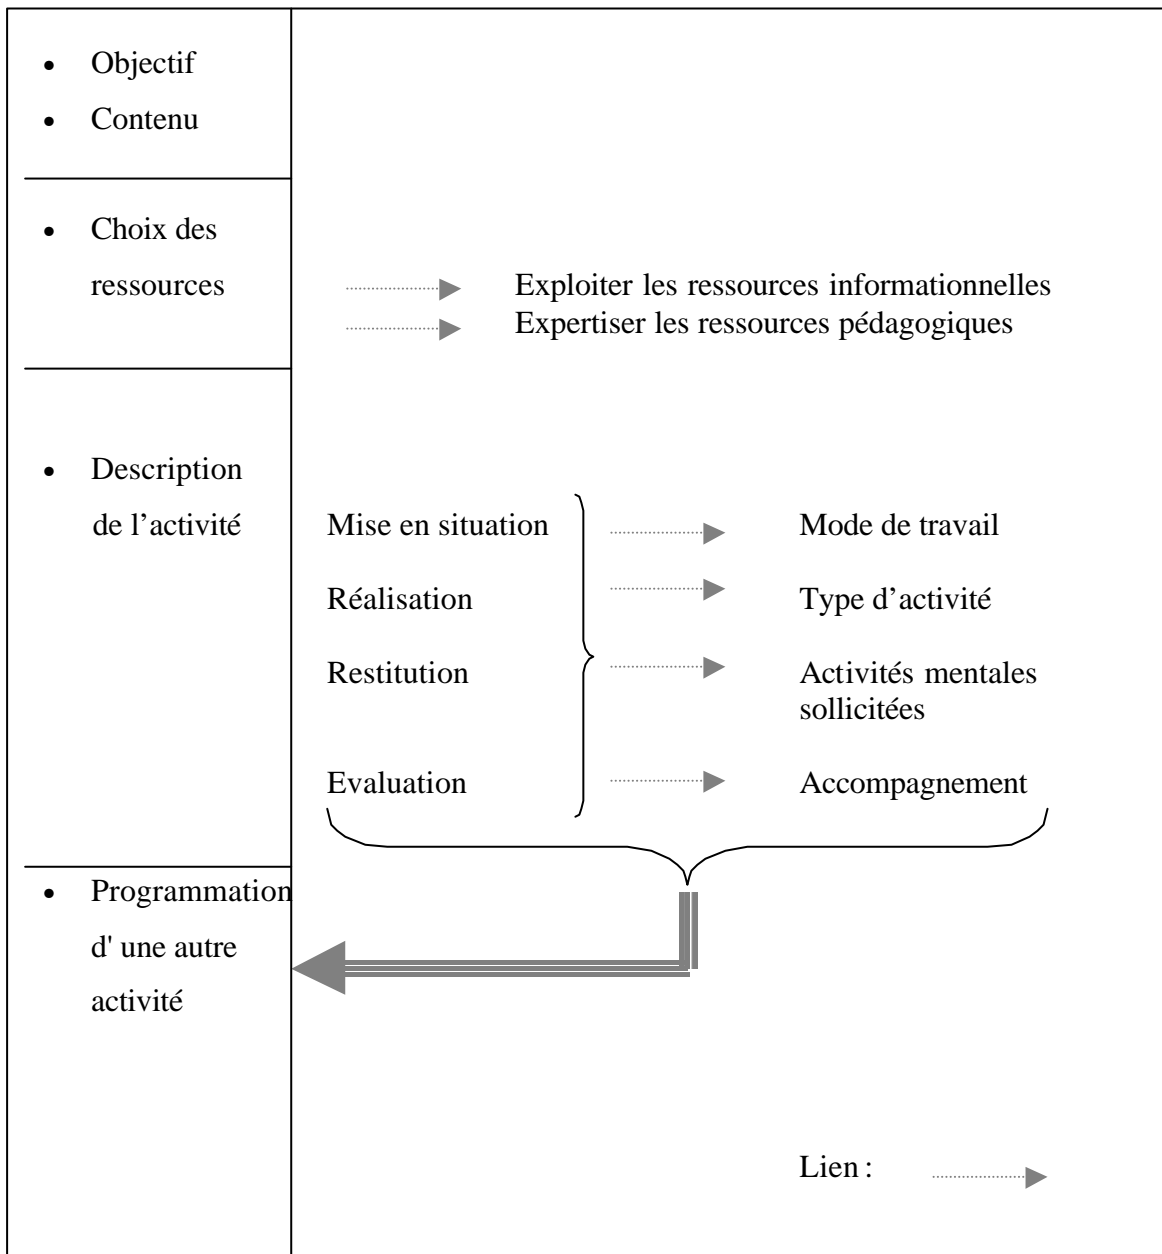 • Objectif
• Contenu
• Choix des
ressources
Exploiter les ressources informationnelles
Expertiser les ressources pédagogiques
• Description
de l’activité
Mise en situation
Mode de travail
Réalisation
Type d’activité
Restitution
Activités mentales
sollicitées
Evaluation
Accompagnement
• Programmation
d' une autre
activité
Lien :